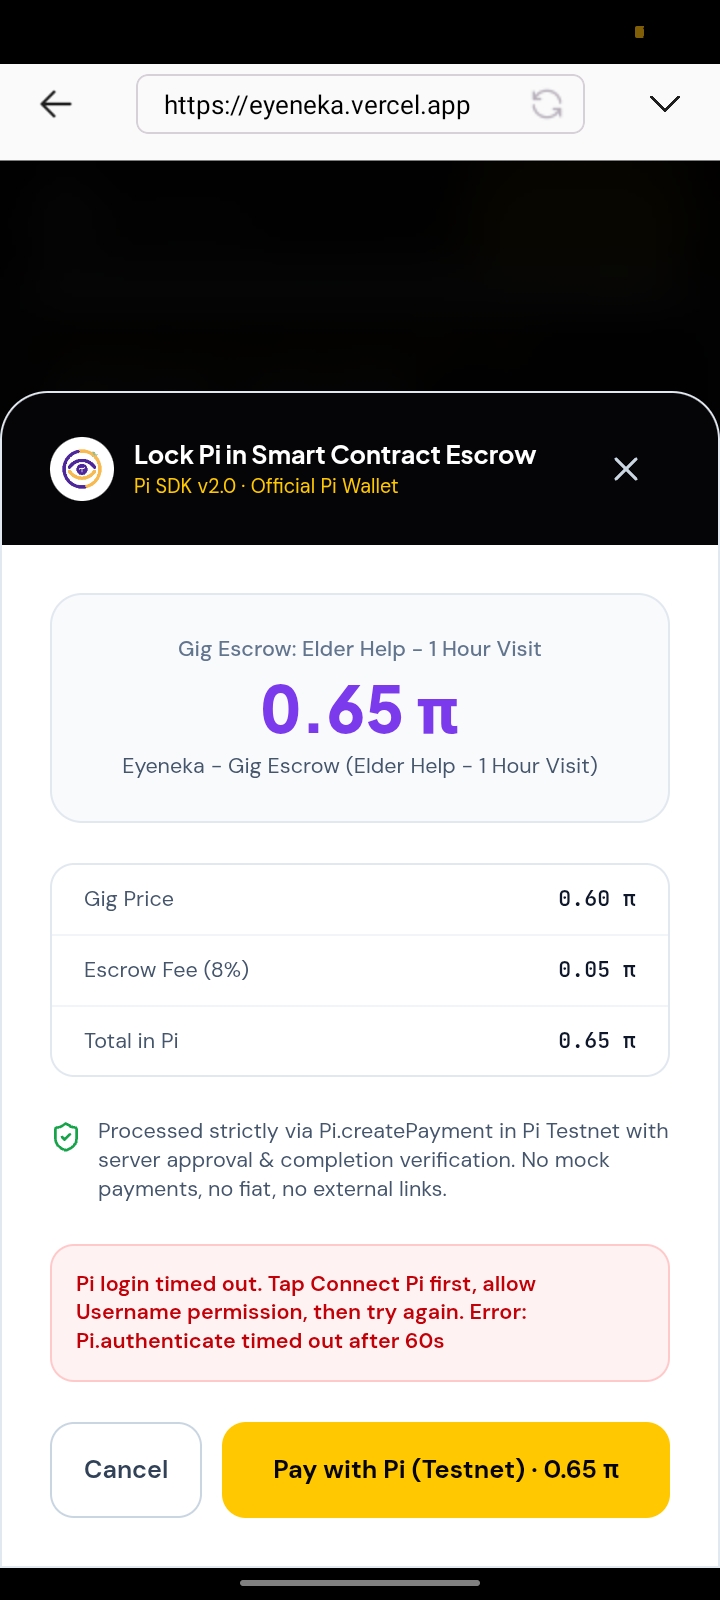 https://eyeneka.vercel.app
Lock Pi in Smart Contract Escrow
Pi SDK v2.0 · Official Pi Wallet
Gig Escrow: Elder Help - 1 Hour Visit
0.65 π
Eyeneka - Gig Escrow (Elder Help - 1 Hour Visit)
Gig Price 0.60 π
Escrow Fee (8%) 0.05 π
Total in Pi 0.65 π
Processed strictly via Pi.createPayment in Pi Testnet with
server approval & completion verification. No mock
payments, no fiat, no external links.
Pi login timed out. Tap Connect Pi first, allow
Username permission, then try again. Error:
Pi.authenticate timed out after 60s
Cancel
Pay with Pi (Testnet) · 0.65 π